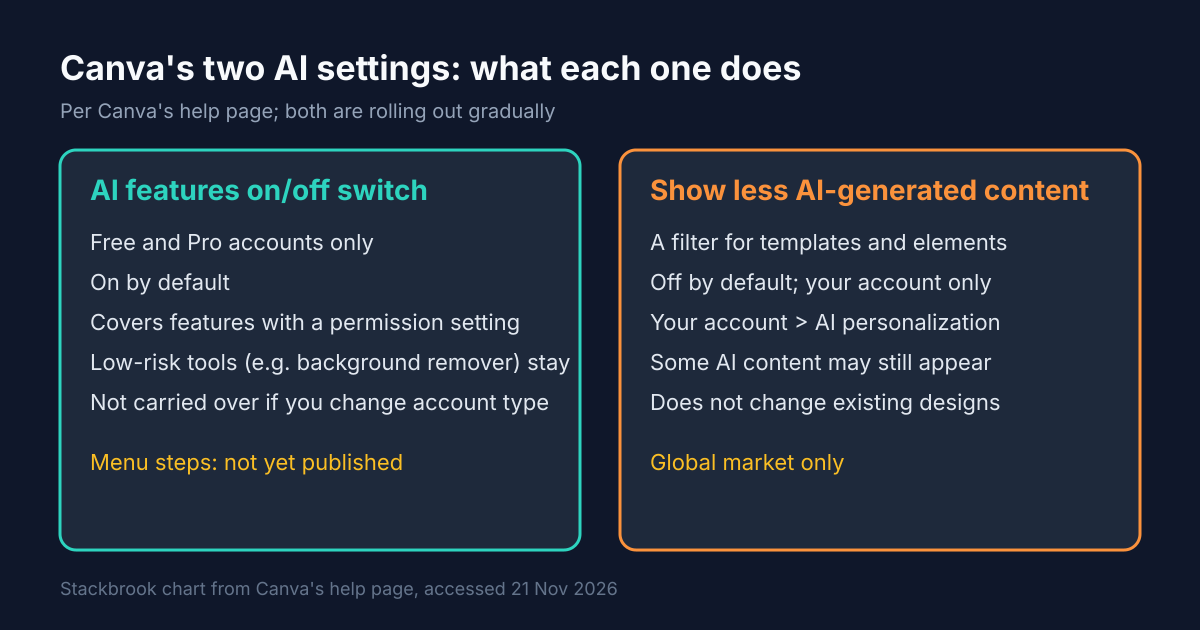 Canva's two AI settings: what each one does
Per Canva's help page; both are rolling out gradually
AI features on/off switch
Free and Pro accounts only
On by default
Covers features with a permission setting
Low-risk tools (e.g. background remover) stay
Not carried over if you change account type
Menu steps: not yet published
Show less AI-generated content
A filter for templates and elements
Off by default; your account only
Your account > AI personalization
Some AI content may still appear
Does not change existing designs
Global market only
Stackbrook chart from Canva's help page, accessed 21 Nov 2026